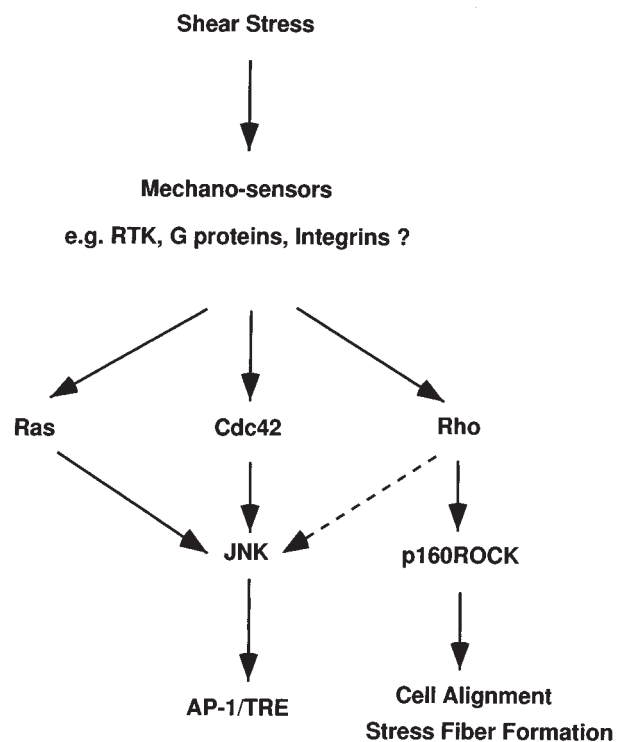 Shear Stress
Mechano-sensors
e.g. RTK, G proteins, Integrins ?
Ras
Cdc42
Rho
JNK
p160ROCK
AP-1/TRE
Cell Alignment
Stress Fiber Formation